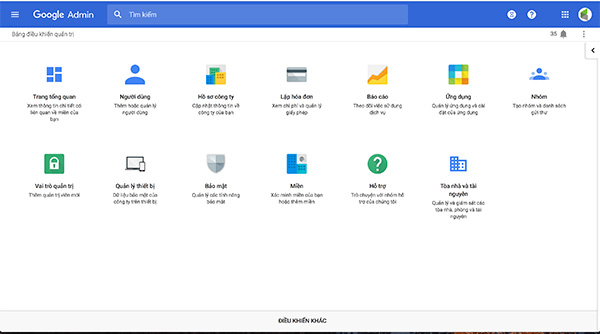 Google Admin
Tìm kiếm
Bảng điều khiển quản trị
35
Trang tổng quan
Xem thông tin chi tiết có
liên quan về miền của
bạn
Người dùng
Thêm hoặc quản lý
người dùng
Hồ sơ công ty
Cập nhật thông tin về
công ty của bạn
Lập hóa đơn
Xem chi phí và quản lý
giấy phép
Báo cáo
Theo dõi việc sử dụng
dịch vụ
Ứng dụng
Quản lý ứng dụng và cài
đặt của ứng dụng
Nhóm
Tạo nhóm và danh sách
gửi thư
Vai trò quản trị
Thêm quản trị viên mới
Quản lý thiết bị
Dữ liệu bảo mật của
công ty trên thiết bị
Bảo mật
Quản lý các tính năng
bảo mật
Miền
Xác minh miền của bạn
hoặc thêm miền
Hỗ trợ
Trò chuyện với nhóm hỗ
trợ của chúng tôi
Tòa nhà và tài
nguyên
Quản lý và giám sát các
tòa nhà, phòng và tài
nguyên
ĐIỀU KHIỂN KHÁC